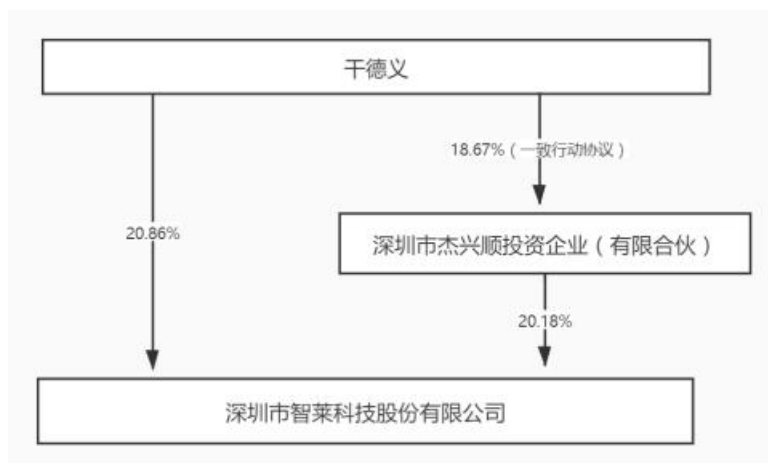 干德义
18.67%（一致行动协议）
20.86%
深圳市杰兴顺投资企业（有限合伙）
20.18%
深圳市智莱科技股份有限公司